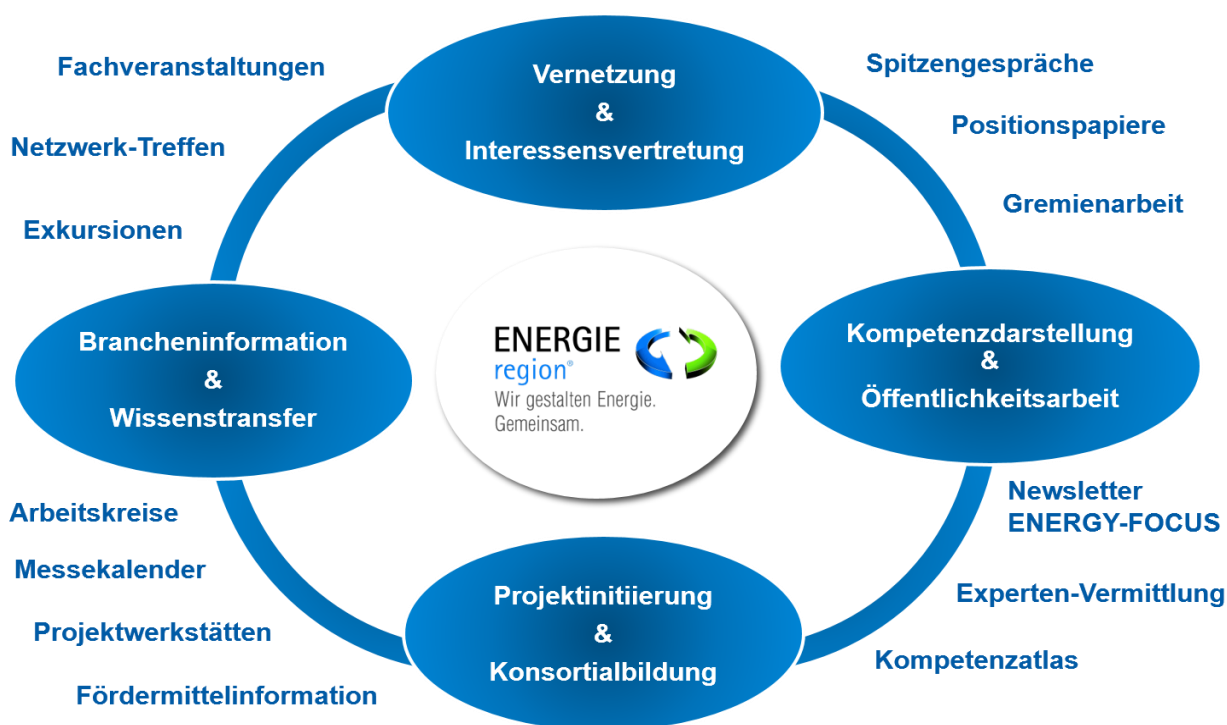 Fachveranstaltungen
Netzwerk-Treffen
Exkursionen
Vernetzung
&
Interessensvertretung
Spitzengespräche
Positionspapiere
Gremienarbeit
Brancheninformation
&
Wissenstransfer
ENERGIE
region®
Wir gestalten Energie.
Gemeinsam.
Kompetenzdarstellung
&
Öffentlichkeitsarbeit
Arbeitskreise
Messekalender
Projektwerkstätten
Fördermittelinformation
Projektinitiierung
&
Konsortialbildung
Newsletter
ENERGY-FOCUS
Experten-Vermittlung
Kompetenzatlas